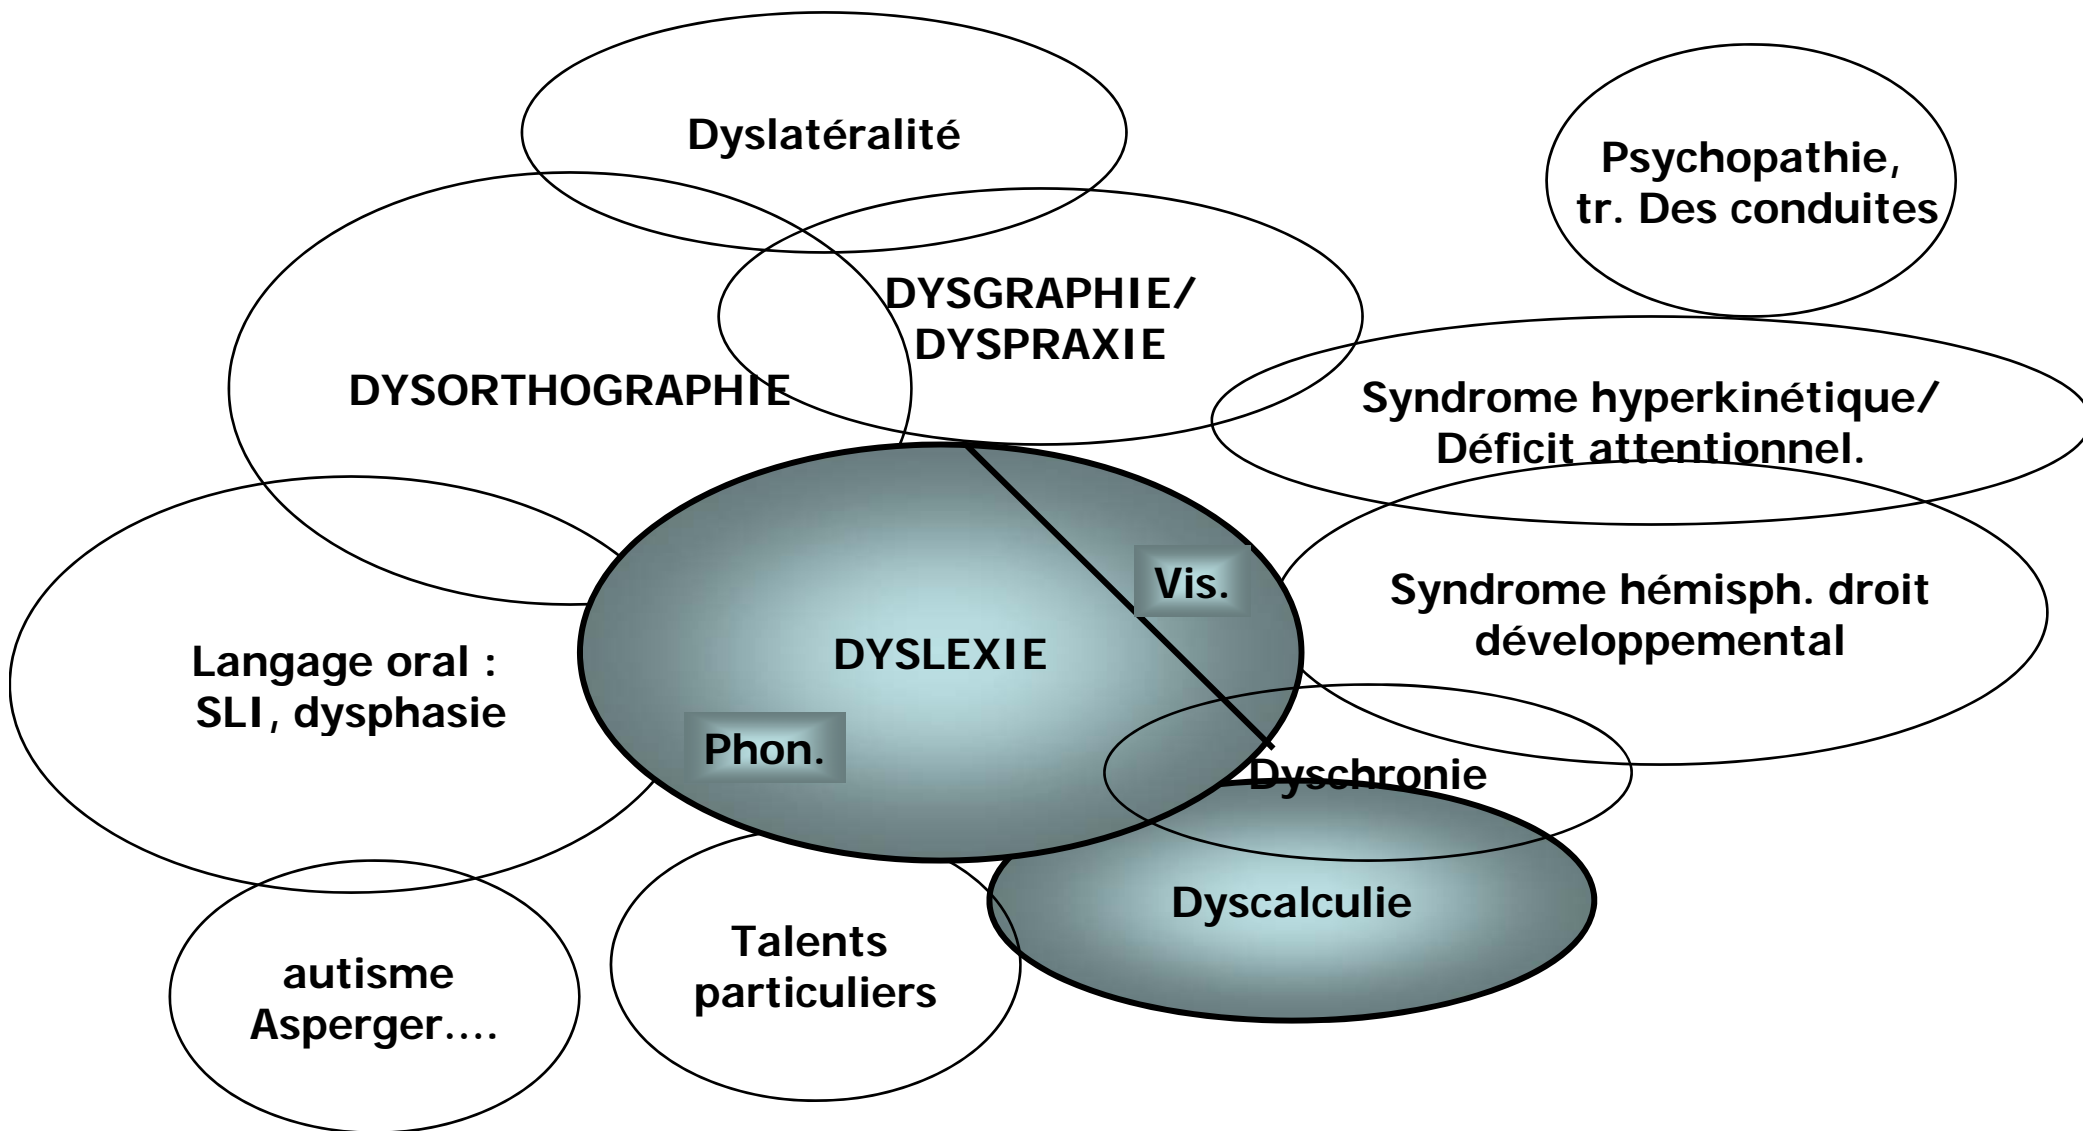 Dyslatéralité
Psychopathie,
tr. Des conduites
DYSGRAPHIE/
DYSPRAXIE
DYSORTHOGRAPHIE
Syndrome hyperkinétique/
Déficit attentionnel.
Vis.
Syndrome hémisph. droit
développemental
DYSLEXIE
Langage oral :
SLI, dysphasie
Phon.
Dyschronie
Dyscalculie
Talents
particuliers
autisme
Asperger....